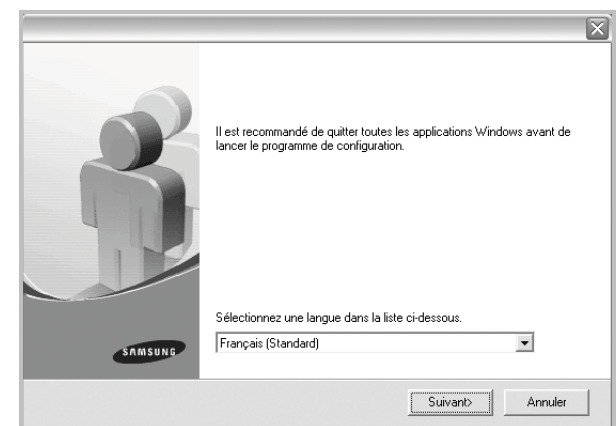 Il est recommandé de quitter toutes les applications Windows avant de
lancer le programme de configuration.
Sélectionnez une langue dans la liste ci-dessous.
Français (Standard)
SAMSUNG
Suivant>
Annuler